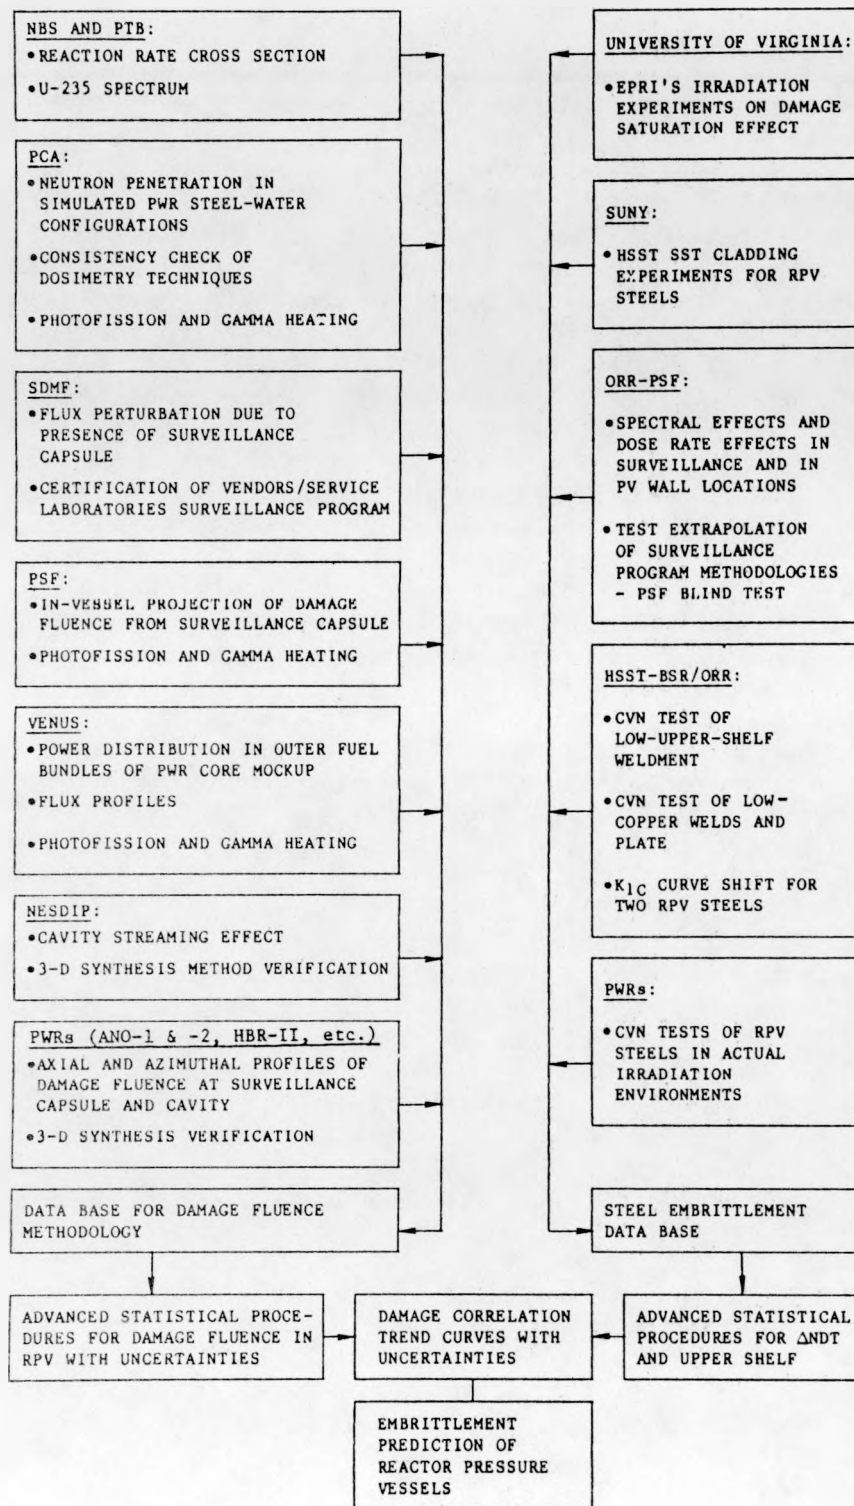 NBS AND PTB:
•REACTION RATE CROSS SECTION
•U-235 SPECTRUM
PCA:
•NEUTRON PENETRATION IN
SIMULATED PWR STEEL-WATER
CONFIGURATIONS
•CONSISTENCY CHECK OF
DOSIMETRY TECHNIQUES
•PHOTOFISSION AND GAMMA HEATING
SDMF:
•FLUX PERTURBATION DUE TO
PRESENCE OF SURVEILLANCE
CAPSULE
•CERTIFICATION OF VENDORS/SERVICE
LABORATORIES SURVEILLANCE PROGRAM
PSF:
•IN-VESSEL PROJECTION OF DAMAGE
FLUENCE FROM SURVEILLANCE CAPSULE
•PHOTOFISSION AND GAMMA HEATING
VENUS:
•POWER DISTRIBUTION IN OUTER FUEL
BUNDLES OF PWR CORE MOCKUP
•FLUX PROFILES
•PHOTOFISSION AND GAMMA HEATING
NESDIP:
•CAVITY STREAMING EFFECT
•3-D SYNTHESIS METHOD VERIFICATION
PWRs (ANO-1 & -2, HBR-II, etc.)
•AXIAL AND AZIMUTHAL PROFILES OF
DAMAGE FLUENCE AT SURVEILLANCE
CAPSULE AND CAVITY
•3-D SYNTHESIS VERIFICATION
DATA BASE FOR DAMAGE FLUENCE
METHODOLOGY
UNIVERSITY OF VIRGINIA:
•EPRI'S IRRADIATION
EXPERIMENTS ON DAMAGE
SATURATION EFFECT
SUNY:
•HSST SST CLADDING
EXPERIMENTS FOR RPV
STEELS
ORR-PSF:
•SPECTRAL EFFECTS AND
DOSE RATE EFFECTS IN
SURVEILLANCE AND IN
PV WALL LOCATIONS
•TEST EXTRAPOLATION
OF SURVEILLANCE
PROGRAM METHODOLOGIES
- PSF BLIND TEST
HSST-BSR/ORR:
•CVN TEST OF
LOW-UPPER-SHELF
WELDMENT
•CVN TEST OF LOW-
COPPER WELDS AND
PLATE
•K1C CURVE SHIFT FOR
TWO RPV STEELS
PWRs:
•CVN TESTS OF RPV
STEELS IN ACTUAL
IRRADIATION
ENVIRONMENTS
STEEL EMBRITTLEMENT
DATA BASE
ADVANCED STATISTICAL PROCE-
DURES FOR DAMAGE FLUENCE IN
RPV WITH UNCERTAINTIES
DAMAGE CORRELATION
TREND CURVES WITH
UNCERTAINTIES
ADVANCED STATISTICAL
PROCEDURES FOR ΔNDT
AND UPPER SHELF
EMBRITTLEMENT
PREDICTION OF
REACTOR PRESSURE
VESSELS